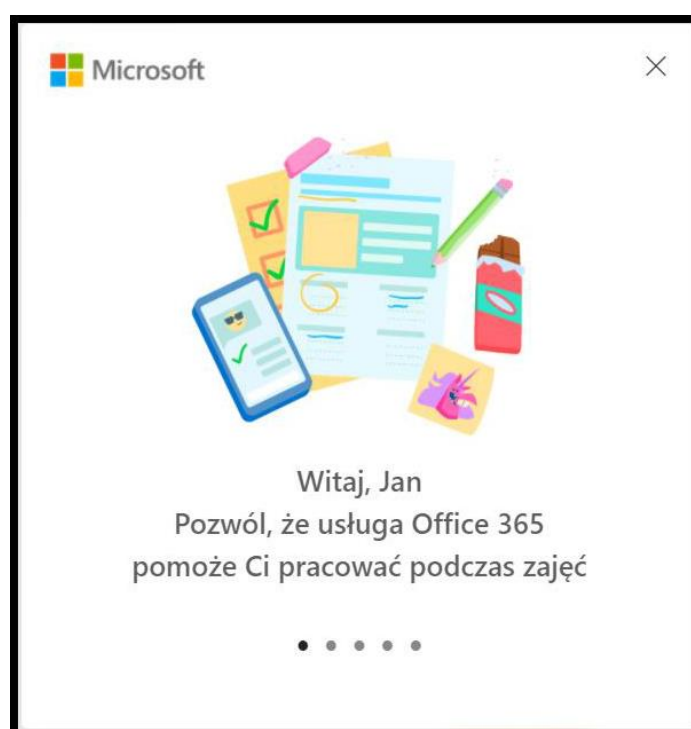 Microsoft
Witaj, Jan
Pozwól, że usługa Office 365
pomoże Ci pracować podczas zajęć